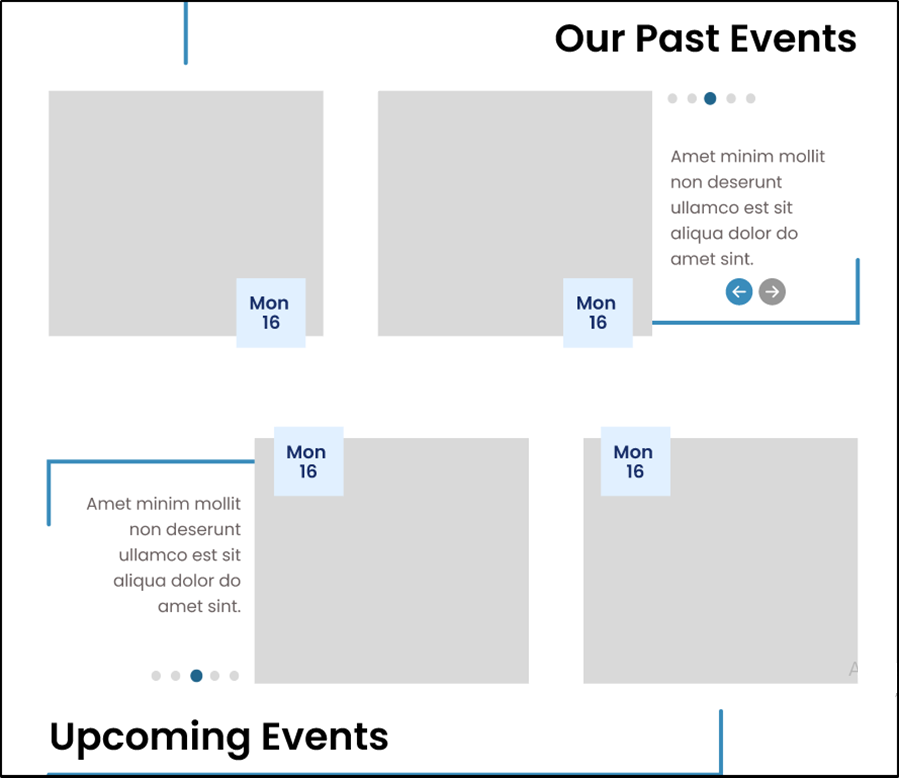 Our Past Events
Amet minim mollit
non deserunt
ullamco est sit
aliqua dolor do
amet sint.
Mon
16
Mon
16
Mon
16
Mon
16
Amet minim mollit
non deserunt
ullamco est sit
aliqua dolor do
amet sint.
A
Upcoming Events